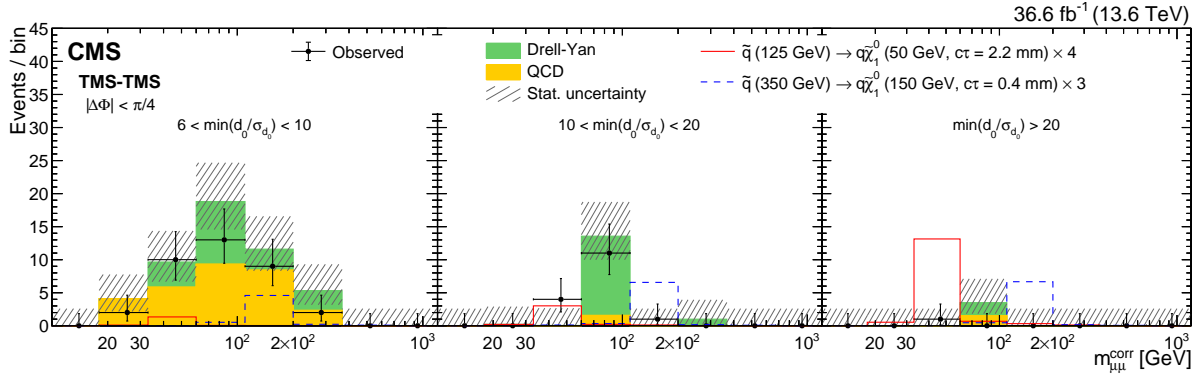 36.6 fb⁻¹ (13.6 TeV)
Events / bin
45
40
35
30
25
20
15
10
5
0
CMS
TMS-TMS
|ΔΦ| < π/4
Observed
Drell-Yan
QCD
Stat. uncertainty
q̃ (125 GeV) → qχ̃₁⁰ (50 GeV, cτ = 2.2 mm) × 4
q̃ (350 GeV) → qχ̃₁⁰ (150 GeV, cτ = 0.4 mm) × 3
6 < min(d₀/σ_d₀) < 10
10 < min(d₀/σ_d₀) < 20
min(d₀/σ_d₀) > 20
20 30 10² 2×10² 20 30 10² 2×10² 20 30 10² 2×10² 10³
m_μμ^corr [GeV]